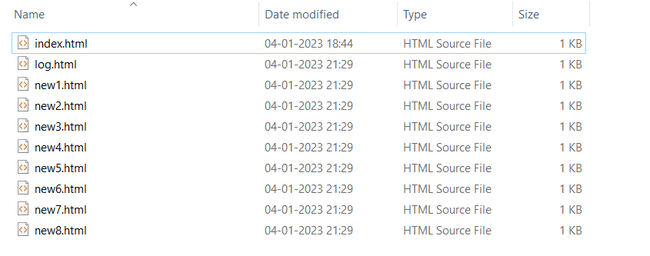 Name Date modified Type Size
index.html 04-01-2023 18:44 HTML Source File 1 KB
log.html 04-01-2023 21:29 HTML Source File 1 KB
new1.html 04-01-2023 21:29 HTML Source File 1 KB
new2.html 04-01-2023 21:29 HTML Source File 1 KB
new3.html 04-01-2023 21:29 HTML Source File 1 KB
new4.html 04-01-2023 21:29 HTML Source File 1 KB
new5.html 04-01-2023 21:29 HTML Source File 1 KB
new6.html 04-01-2023 21:29 HTML Source File 1 KB
new7.html 04-01-2023 21:29 HTML Source File 1 KB
new8.html 04-01-2023 21:29 HTML Source File 1 KB